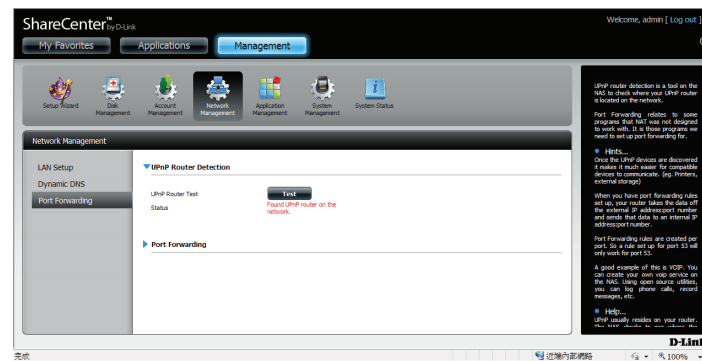 ShareCenter™ by D-Link
Welcome, admin [ Log out ]
My Favorites
Applications
Management
Setup Wizard
Disk Management
Account Management
Network Management
Application Management
System Management
System Status
Network Management
LAN Setup
Dynamic DNS
Port Forwarding
UPnP Router Detection
UPnP Router Test
Test
Status
Found UPnP router on the
network.
Port Forwarding
UPnP router detection is a tool on the
NAS to check where your UPnP router
is located on the network.
Port Forwarding relates to some
programs that NAT was not designed
to work with. It is those programs we
need to set up port forwarding for.
Hints...
Once the UPnP devices are discovered
it makes it much easier for compatible
devices to communicate. (eg. Printers,
external storage)
When you have port forwarding rules
set up, your router takes the data off
the external IP address:port number
and sends that data to an internal IP
address:port number.
Port Forwarding rules are created per
port. So a rule set up for port 53 will
only work for port 53.
A good example of this is VOIP. You
can create your own voip service on
the NAS. Using open source utilities,
you can log phone calls, record
messages, etc.
Help...
UPnP usually resides on your router.
The NAS checks to see where the
D-Link
完成
近端內部網路
100%